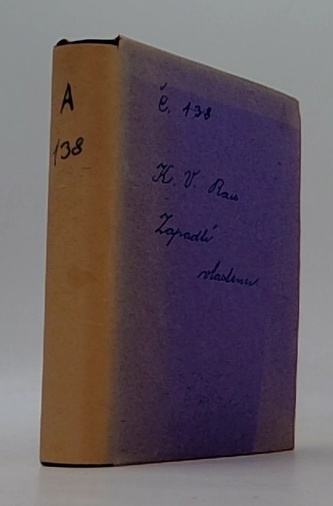 A
138
č. 138
K. V. Rais
Zapadlí
vlastenci